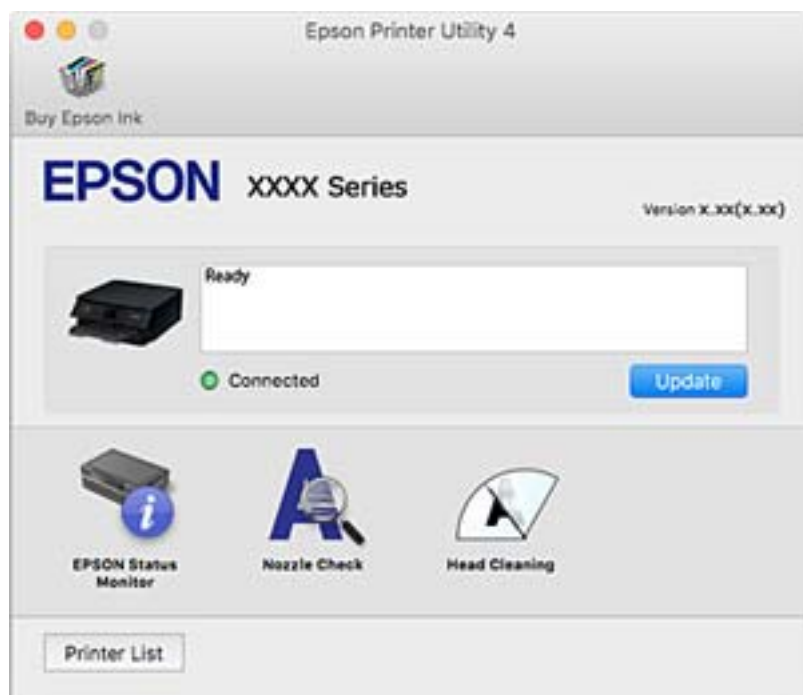 Epson Printer Utility 4
Buy Epson Ink
EPSON XXXX Series
Version x.xx(x.xx)
Ready
Connected
Update
EPSON Status
Monitor
Nozzle Check
Head Cleaning
Printer List